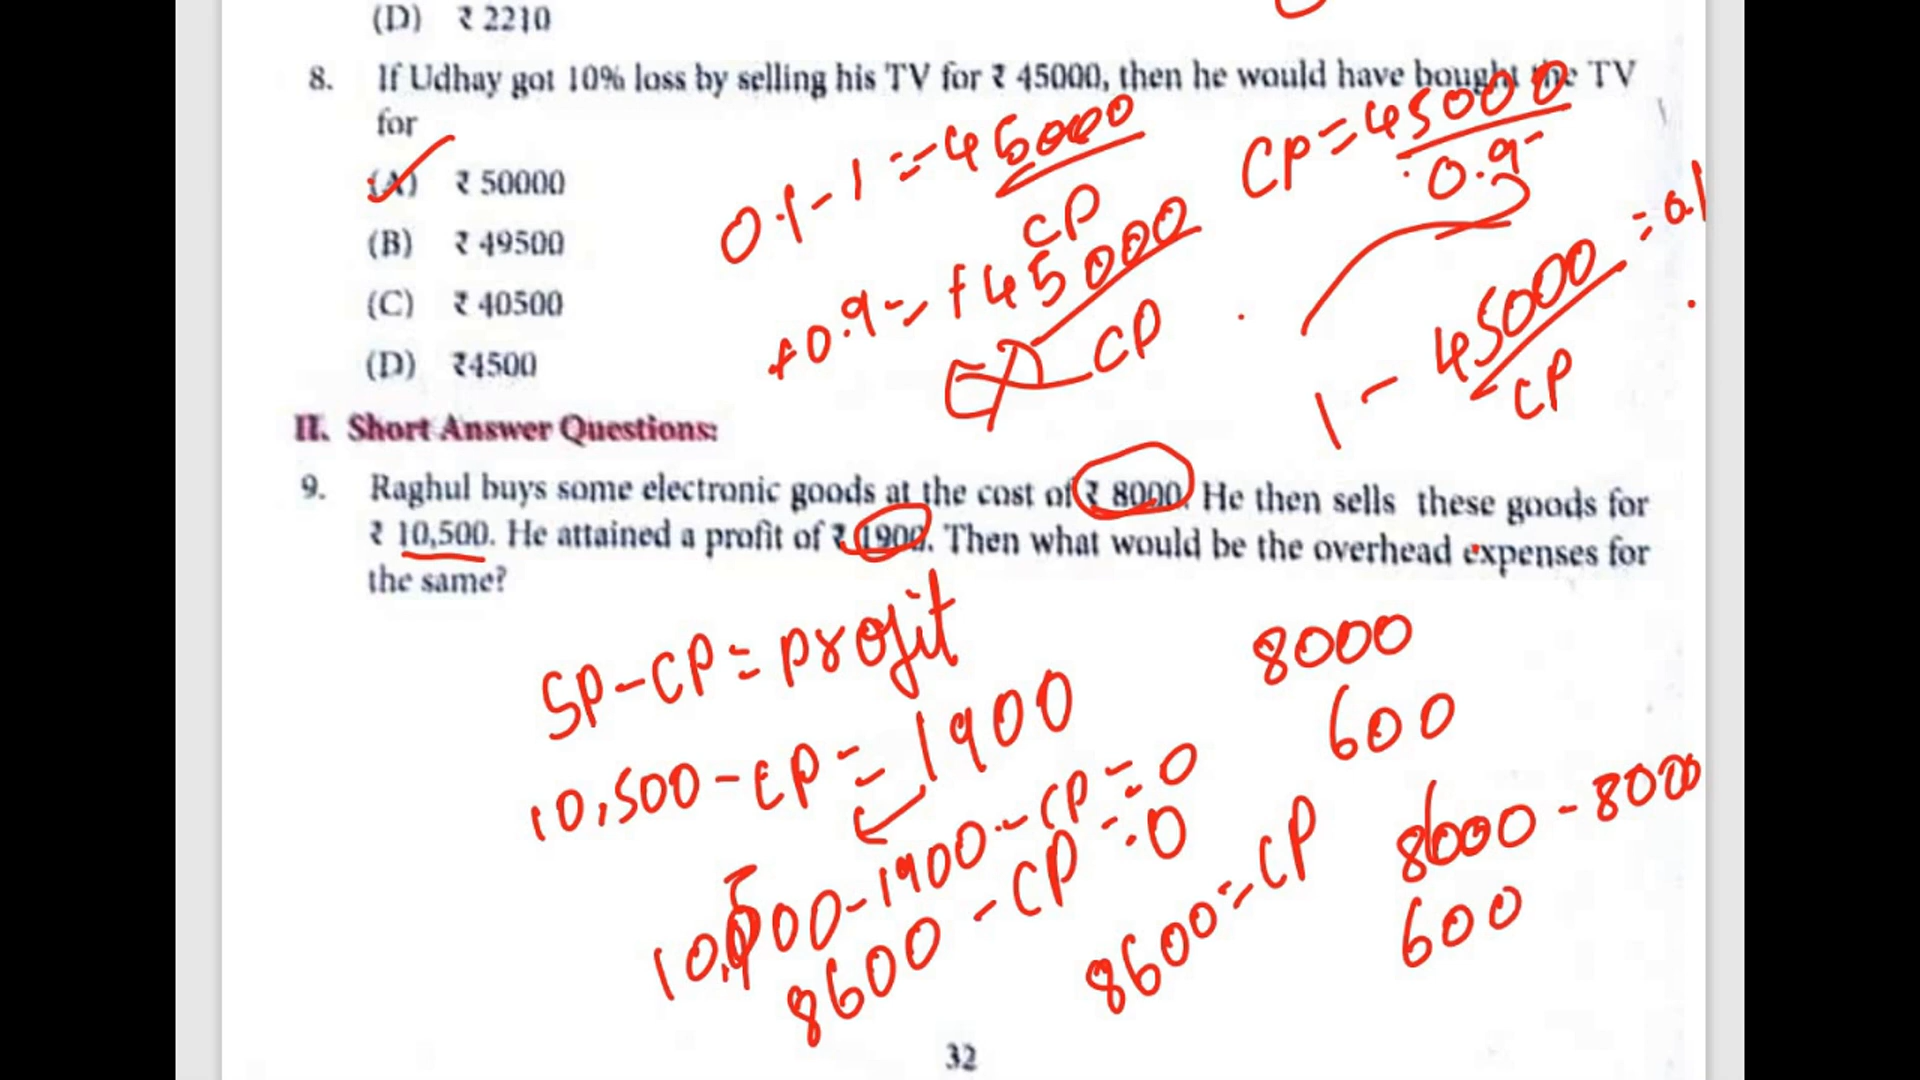 (D) ₹ 2210
8. If Udhay got 10% loss by selling his TV for ₹ 45000, then he would have bought the TV
for
(A) ₹ 50000
(B) ₹ 49500
(C) ₹ 40500
(D) ₹4500
0.1-1=-45000
CP
+0.9=+45000
CP
CP=45000
0.9
1-45000=0.1
CP
II. Short Answer Questions:
9. Raghul buys some electronic goods at the cost of ₹ 8000. He then sells these goods for
₹ 10,500. He attained a profit of ₹ 1900. Then what would be the overhead expenses for
the same?
SP-CP=profit
10,500-CP=1900
10,500-1900-CP=0
8600-CP=0
8600=CP
8000
600
8600-8000
600
32